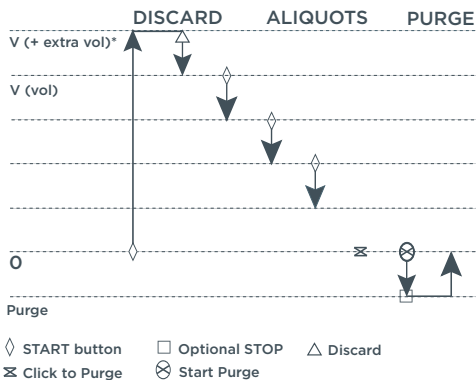 DISCARD ALIQUOTS PURGE
V (+ extra vol)*
V (vol)
0
Purge
START button Optional STOP Discard
Click to Purge Start Purge